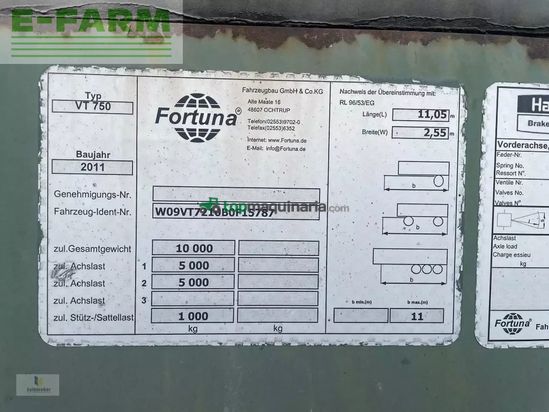 E-FARM
Typ
VT 750
Baujahr
2011
Fortuna®
Fahrzeugbau GmbH & Co.KG
Alte Maate 16
48607 OCHTRUP
Telefon(02553)9702-0
Telefax(02553)6352
Internet: www.Fortuna.de
E-Mail: info@Fortuna.de
Nachweis der Übereinstimmung mit:
RL 96/53/EG
Länge(L) 11,05 m
Breite(W) 2,55 m
Genehmigungs-Nr.
Fahrzeug-Ident-Nr.
topmaquinaria.com
zul.Gesamtgewicht 10 000
zul. Achslast 1 5 000
zul. Achslast 2 5 000
zul. Achslast 3
zul. Stütz-/Sattellast 1 000
kg kg
b
b
b
b min.(m) b max.(m)
11
Brake
Vorderachse,
Feder-Nr.
Spring No.
Ressort N°.
Ventile Nr.
Valves No.
Valves N°.
Achslast
Axle load
Charge essieu
kg
Fortuna®